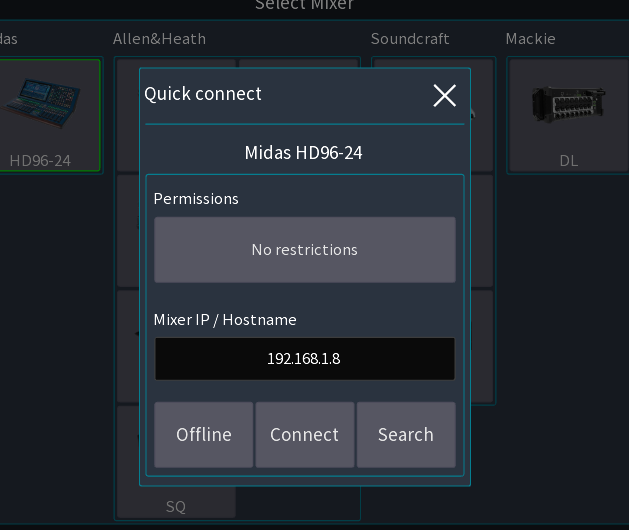 Select Mixer
das
Allen&Heath
Soundcraft
Mackie
Quick connect
Midas HD96-24
HD96-24
DL
Permissions
No restrictions
Mixer IP / Hostname
192.168.1.8
Offline
Connect
Search
SQ